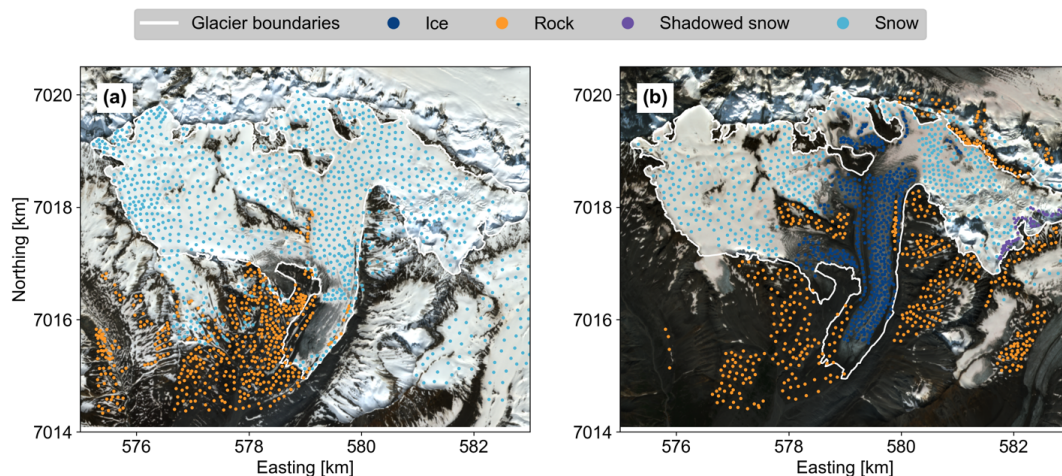 Glacier boundaries Ice Rock Shadowed snow Snow
(a) (b)
7020 7020
7018 7018
Northing [km]
7016 7016
7014 7014
576 578 580 582 576 578 580 582
Easting [km] Easting [km]